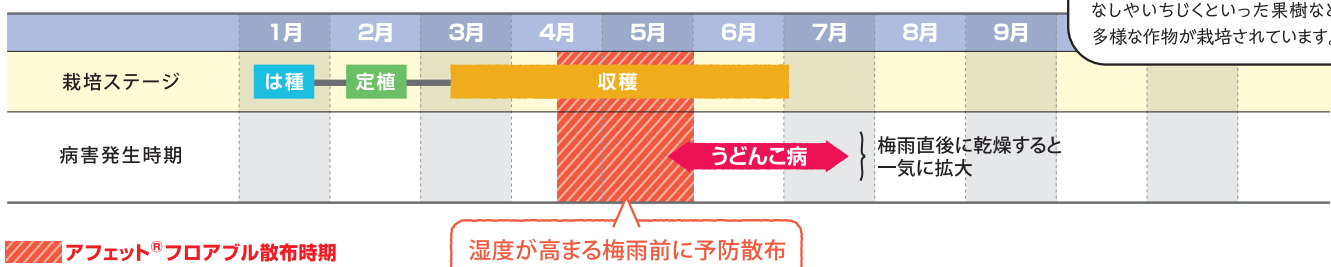 なしやいちじくといった果樹など
多様な作物が栽培されています。
1月 2月 3月 4月 5月 6月 7月 8月 9月
栽培ステージ は種 定植 収穫
病害発生時期 うどんこ病 梅雨直後に乾燥すると
一気に拡大
アフェット®フロアブル散布時期
湿度が高まる梅雨前に予防散布